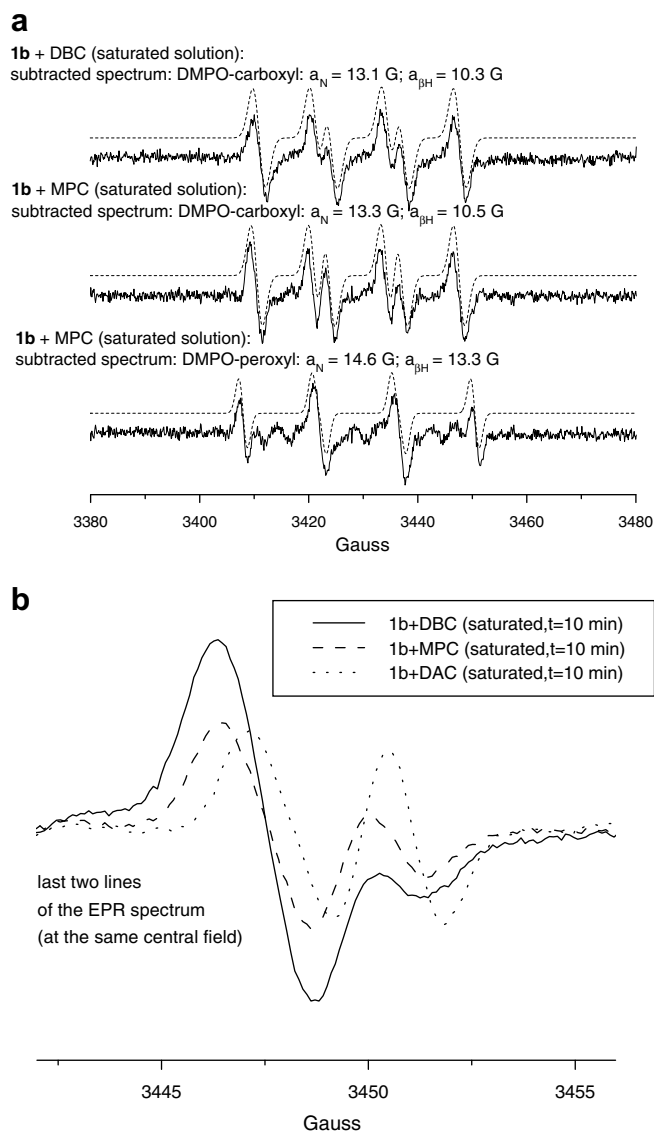 a
1b + DBC (saturated solution):
subtracted spectrum: DMPO-carboxyl: aN = 13.1 G; aβH = 10.3 G
1b + MPC (saturated solution):
subtracted spectrum: DMPO-carboxyl: aN = 13.3 G; aβH = 10.5 G
1b + MPC (saturated solution):
subtracted spectrum: DMPO-peroxyl: aN = 14.6 G; aβH = 13.3 G
3380 3400 3420 3440 3460 3480
Gauss
b
1b+DBC (saturated,t=10 min)
1b+MPC (saturated,t=10 min)
1b+DAC (saturated,t=10 min)
last two lines
of the EPR spectrum
(at the same central field)
3445 3450 3455
Gauss